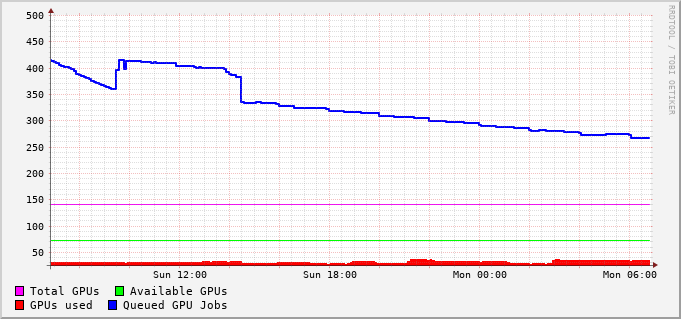 500
450
400
350
300
250
200
150
100
50
Sun 12:00 Sun 18:00 Mon 00:00 Mon 06:00
Total GPUs Available GPUs
GPUs used Queued GPU Jobs
RRDTOOL / TOBI OETIKER